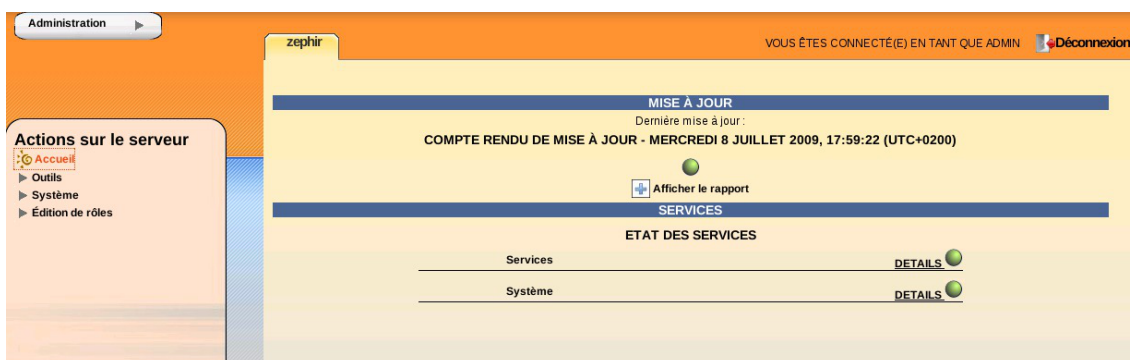 Administration
zephir
VOUS ÊTES CONNECTÉ(E) EN TANT QUE ADMIN
Déconnexion
Actions sur le serveur
Accueil
Outils
Système
Édition de rôles
MISE À JOUR
Derniére mise à jour :
COMPTE RENDU DE MISE À JOUR - MERCREDI 8 JUILLET 2009, 17:59:22 (UTC+0200)
Afficher le rapport
SERVICES
ETAT DES SERVICES
Services DETAILS
Système DETAILS